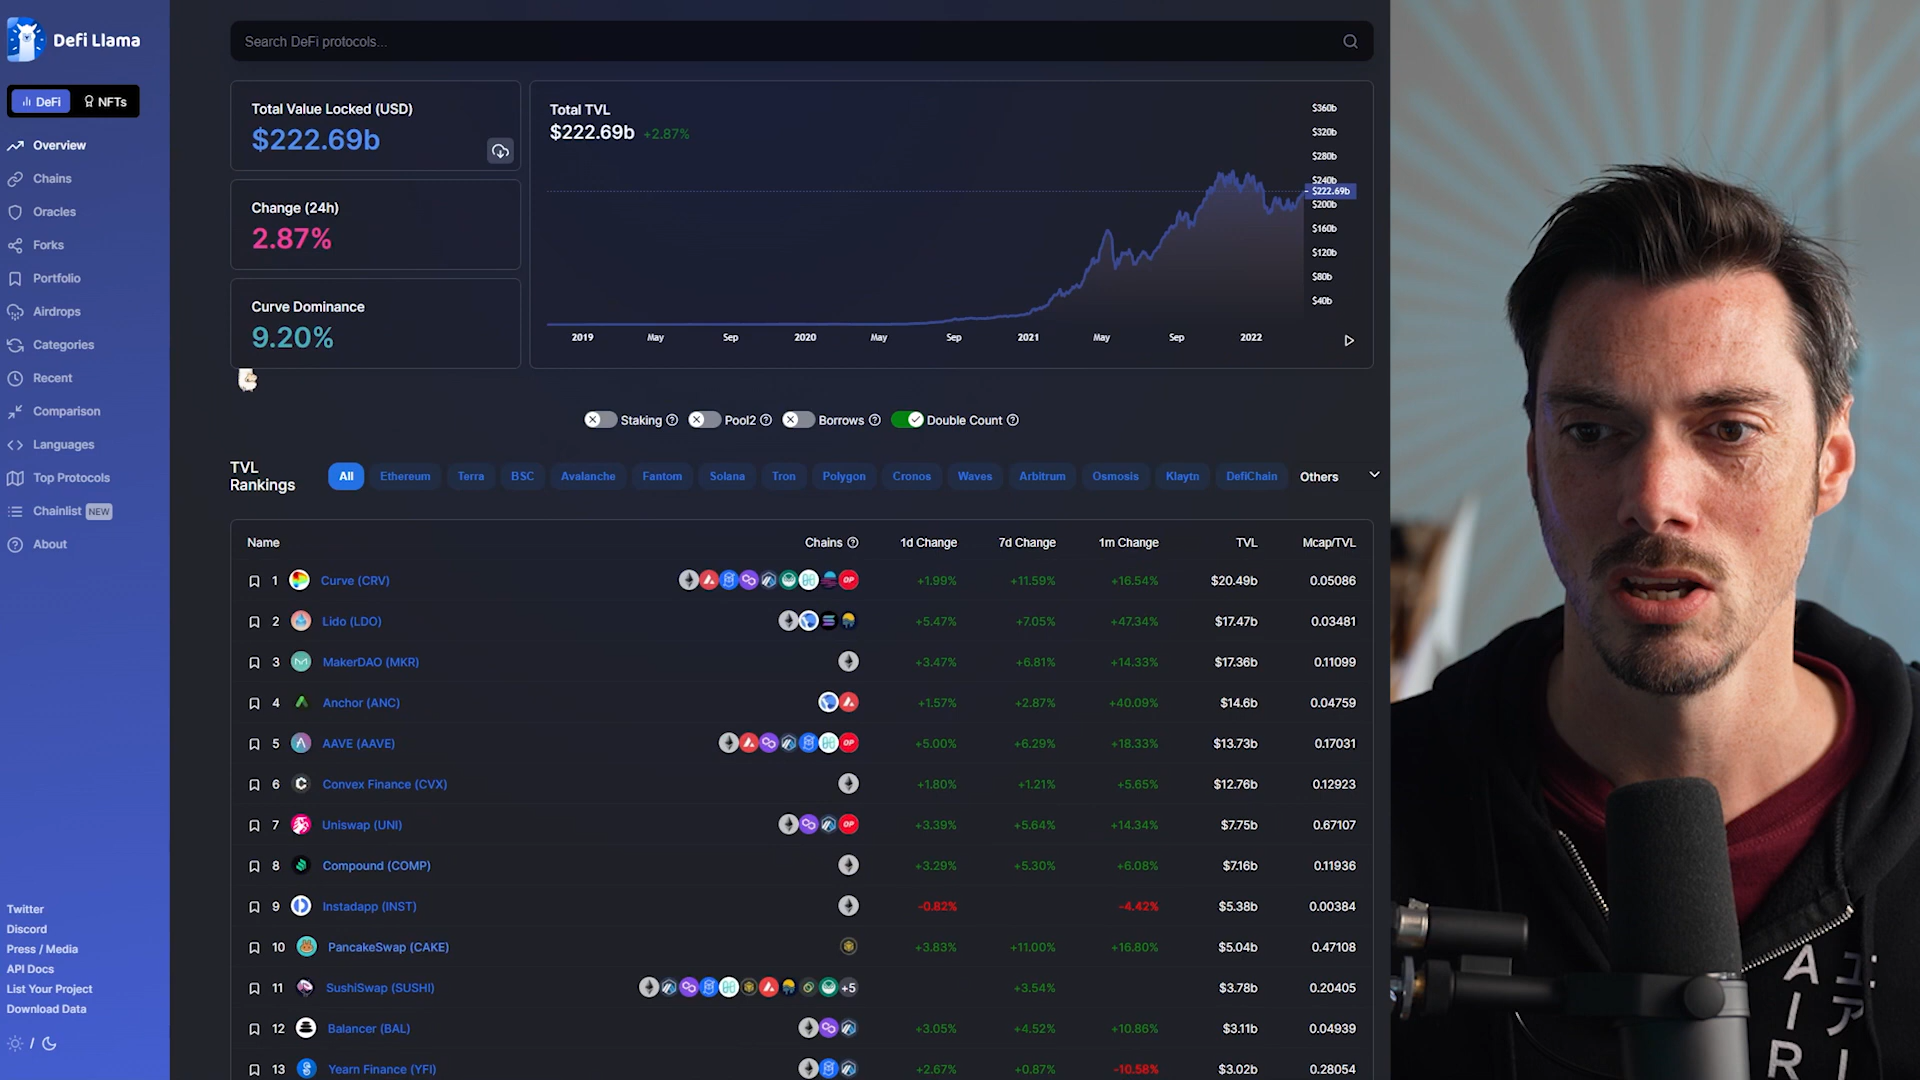 Defi Llama
DeFi
NFTs
Overview
Chains
Oracles
Forks
Portfolio
Airdrops
Categories
Recent
Comparison
Languages
Top Protocols
Chainlist NEW
About
Twitter
Discord
Press / Media
API Docs
List Your Project
Download Data
/
Search DeFi protocols...
Total Value Locked (USD)
$222.69b
Change (24h)
2.87%
Curve Dominance
9.20%
Total TVL
$222.69b +2.87%
$360b
$320b
$280b
$240b
$222.69b
$200b
$160b
$120b
$80b
$40b
2019 May Sep 2020 May Sep 2021 May Sep 2022
Staking Pool2 Borrows Double Count
TVL Rankings
All Ethereum Terra BSC Avalanche Fantom Solana Tron Polygon Cronos Waves Arbitrum Osmosis Klaytn DefiChain Others
Name Chains 1d Change 7d Change 1m Change TVL Mcap/TVL
1 Curve (CRV) OP +1.99% +11.59% +16.54% $20.49b 0.05086
2 Lido (LDO) +5.47% +7.05% +47.34% $17.47b 0.03481
3 MakerDAO (MKR) +3.47% +6.81% +14.33% $17.36b 0.11099
4 Anchor (ANC) +1.57% +2.87% +40.09% $14.6b 0.04759
5 AAVE (AAVE) OP +5.00% +6.29% +18.33% $13.73b 0.17031
6 Convex Finance (CVX) +1.80% +1.21% +5.65% $12.76b 0.12923
7 Uniswap (UNI) OP +3.39% +5.64% +14.34% $7.75b 0.67107
8 Compound (COMP) +3.29% +5.30% +6.08% $7.16b 0.11936
9 Instadapp (INST) -0.82% -4.42% $5.38b 0.00384
10 PancakeSwap (CAKE) +3.83% +11.00% +16.80% $5.04b 0.47108
11 SushiSwap (SUSHI) +5 +3.54% $3.78b 0.20405
12 Balancer (BAL) +3.05% +4.52% +10.86% $3.11b 0.04939
13 Yearn Finance (YFI) +2.67% +0.87% -10.58% $3.02b 0.28054